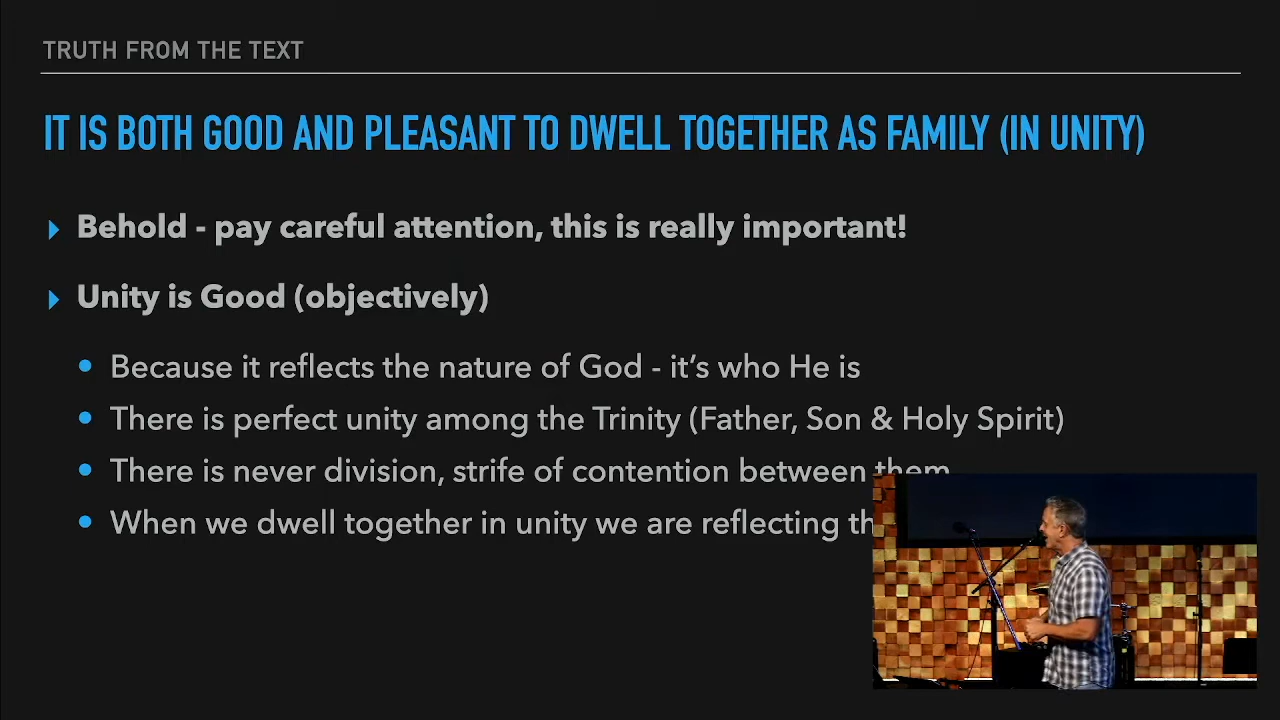 TRUTH FROM THE TEXT
IT IS BOTH GOOD AND PLEASANT TO DWELL TOGETHER AS FAMILY (IN UNITY)
Behold - pay careful attention, this is really important!
Unity is Good (objectively)
Because it reflects the nature of God - it's who He is
There is perfect unity among the Trinity (Father, Son & Holy Spirit)
There is never division, strife of contention between them
When we dwell together in unity we are reflecting